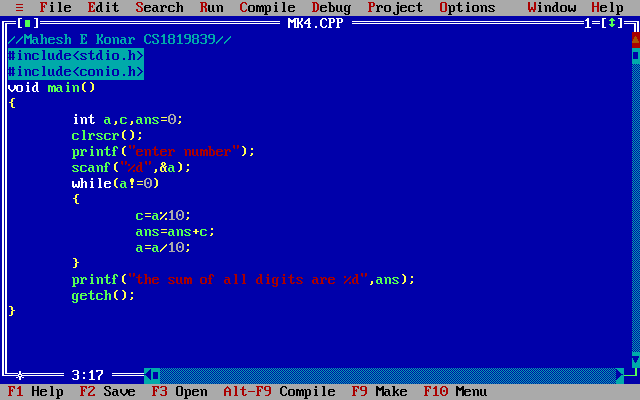 ≡ File Edit Search Run Compile Debug Project Options Window Help
[■] MK4.CPP 1=[↕]
//Mahesh E Konar CS1819839//
#include<stdio.h>
#include<conio.h>
void main()
{
int a,c,ans=0;
clrscr();
printf("enter number");
scanf("%d",&a);
while(a!=0)
{
c=a%10;
ans=ans+c;
a=a/10;
}
printf("the sum of all digits are %d",ans);
getch();
}
3:17
F1 Help F2 Save F3 Open Alt-F9 Compile F9 Make F10 Menu